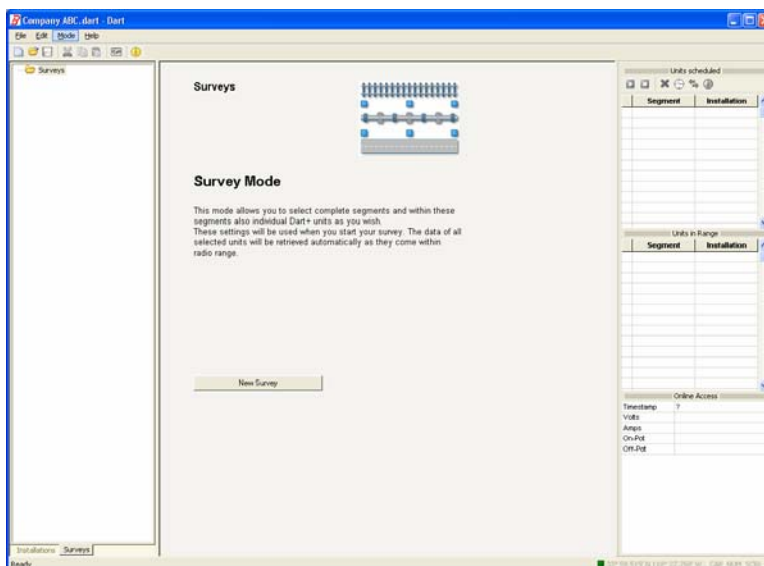 Company ABC.dart - Dart
File Edit Mode Help
Surveys
Surveys
Survey Mode
This mode allows you to select complete segments and within these
segments also individual Dart+ units as you wish.
These settings will be used when you start your survey. The data of all
selected units will be retrieved automatically as they come within
radio range.
New Survey
Units scheduled
Segment Installation
Units in Range
Segment Installation
Online Access
Timestamp ?
Volts
Amps
On-Pot
Off-Pot
Installations Surveys
Ready